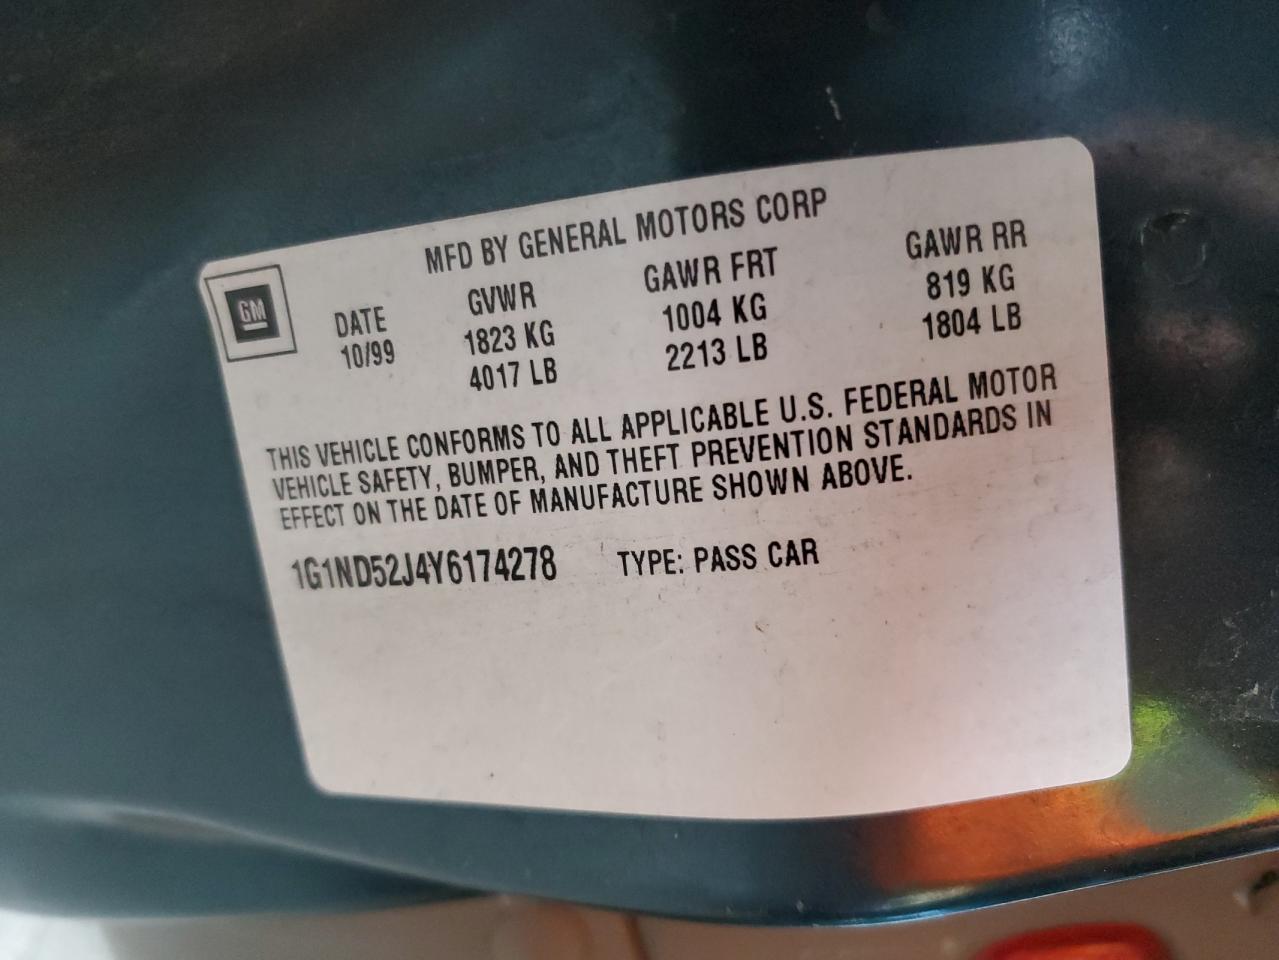 MFD BY GENERAL MOTORS CORP
GM
DATE GVWR GAWR FRT GAWR RR
10/99 1823 KG 1004 KG 819 KG
4017 LB 2213 LB 1804 LB
THIS VEHICLE CONFORMS TO ALL APPLICABLE U.S. FEDERAL MOTOR
VEHICLE SAFETY, BUMPER, AND THEFT PREVENTION STANDARDS IN
EFFECT ON THE DATE OF MANUFACTURE SHOWN ABOVE.
1G1ND52J4Y6174278 TYPE: PASS CAR